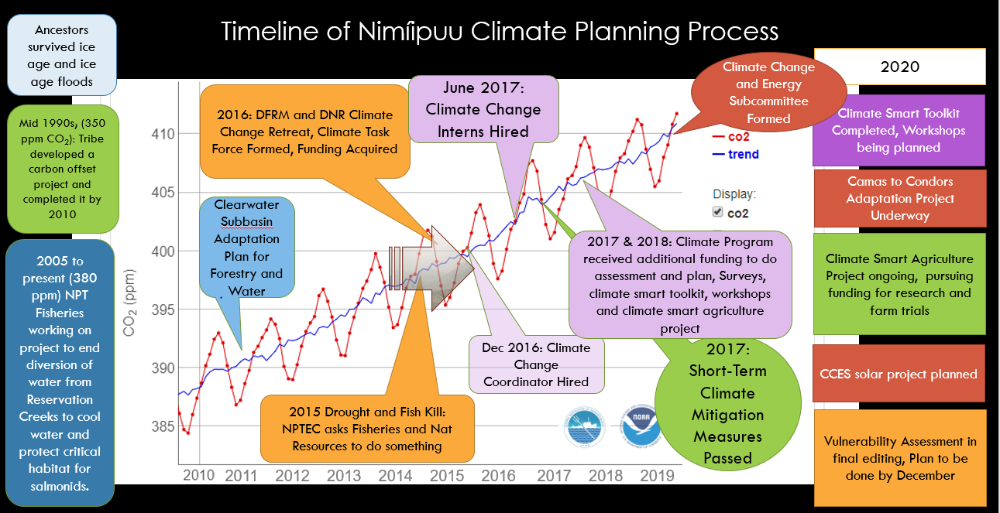 Timeline of Nimíipuu Climate Planning Process
Ancestors
survived ice
age and ice
age floods
Mid 1990s; (350
ppm CO₂): Tribe
developed a
carbon offset
project and
completed it by
2010
2005 to
present (380
ppm) NPT
Fisheries
working on
project to end
diversion of
water from
Reservation
Creeks to cool
water and
protect critical
habitat for
salmonids.
CO₂ (ppm)
410
405
400
395
390
385
2010 2011 2012 2013 2014 2015 2016 2017 2018 2019
Clearwater
Subbasin
Adaptation
Plan for
Forestry and
Water
2016: DFRM and DNR Climate
Change Retreat, Climate Task
Force Formed, Funding Acquired
2015 Drought and Fish Kill:
NPTEC asks Fisheries and Nat
Resources to do something
June 2017:
Climate Change
Interns Hired
Dec 2016: Climate
Change
Coordinator Hired
2017 & 2018: Climate Program
received additional funding to do
assessment and plan, Surveys,
climate smart toolkit, workshops
and climate smart agriculture
project
2017:
Short-Term
Climate
Mitigation
Measures
Passed
Climate Change
and Energy
Subcommittee
Formed
co2
trend
Display:
co2
NOAA
2020
Climate Smart Toolkit
Completed, Workshops
being planned
Camas to Condors
Adaptation Project
Underway
Climate Smart Agriculture
Project ongoing, pursuing
funding for research and
farm trials
CCES solar project planned
Vulnerability Assessment in
final editing, Plan to be
done by December